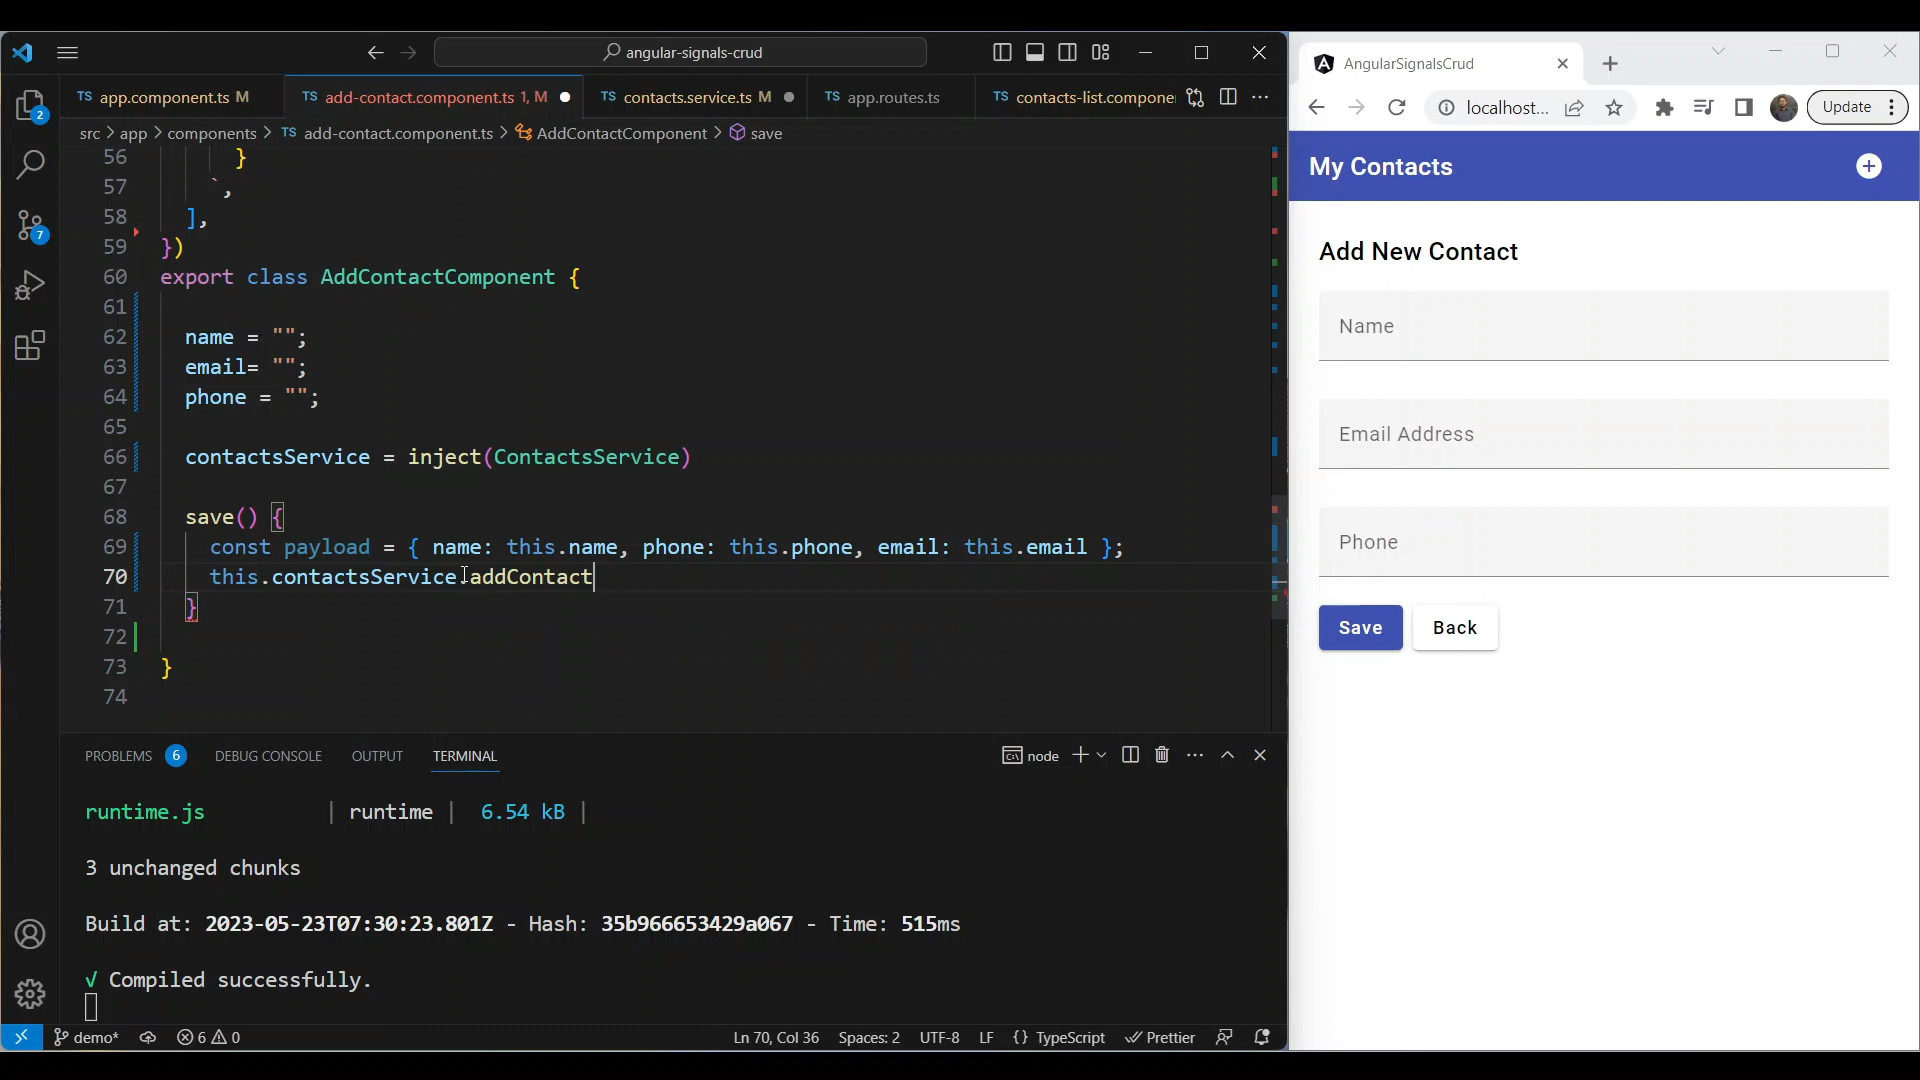 angular-signals-crud
TS app.component.ts M
TS add-contact.component.ts 1, M
TS contacts.service.ts M
TS app.routes.ts
TS contacts-list.compone
src > app > components > TS add-contact.component.ts > AddContactComponent > save
56 }
57 `,
58 ],
59 })
60 export class AddContactComponent {
61
62 name = "";
63 email= "";
64 phone = "";
65
66 contactsService = inject(ContactsService)
67
68 save() {
69 const payload = { name: this.name, phone: this.phone, email: this.email };
70 this.contactsService.addContact
71 }
72
73 }
74
2
7
PROBLEMS 6 DEBUG CONSOLE OUTPUT TERMINAL
node
runtime.js | runtime | 6.54 kB |
3 unchanged chunks
Build at: 2023-05-23T07:30:23.801Z - Hash: 35b966653429a067 - Time: 515ms
√ Compiled successfully.
demo* 6 0 Ln 70, Col 36 Spaces: 2 UTF-8 LF {} TypeScript Prettier
AngularSignalsCrud
localhost...
Update
My Contacts
Add New Contact
Name
Email Address
Phone
Save Back